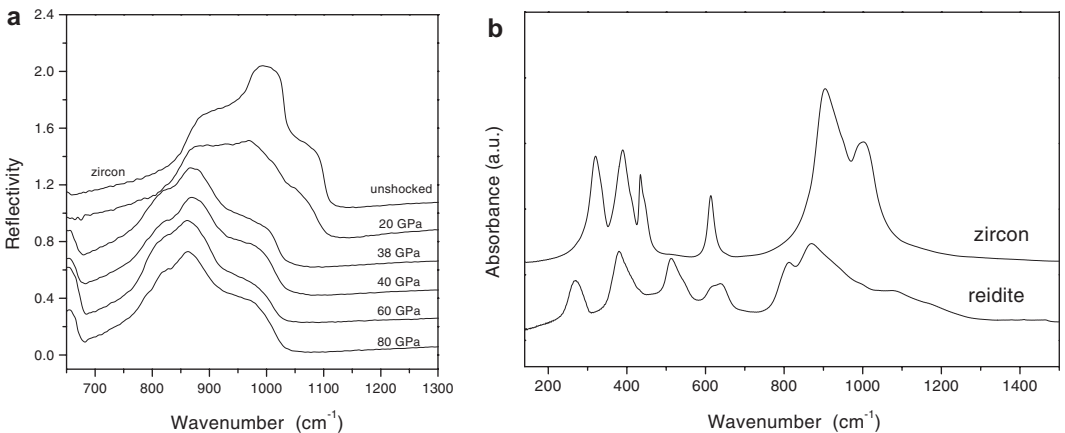 a
2.4
2.0
1.6
1.2
0.8
0.4
0.0
Reflectivity
zircon
unshocked
20 GPa
38 GPa
40 GPa
60 GPa
80 GPa
700 800 900 1000 1100 1200 1300
Wavenumber (cm⁻¹)
b
Absorbance (a.u.)
zircon
reidite
200 400 600 800 1000 1200 1400
Wavenumber (cm⁻¹)